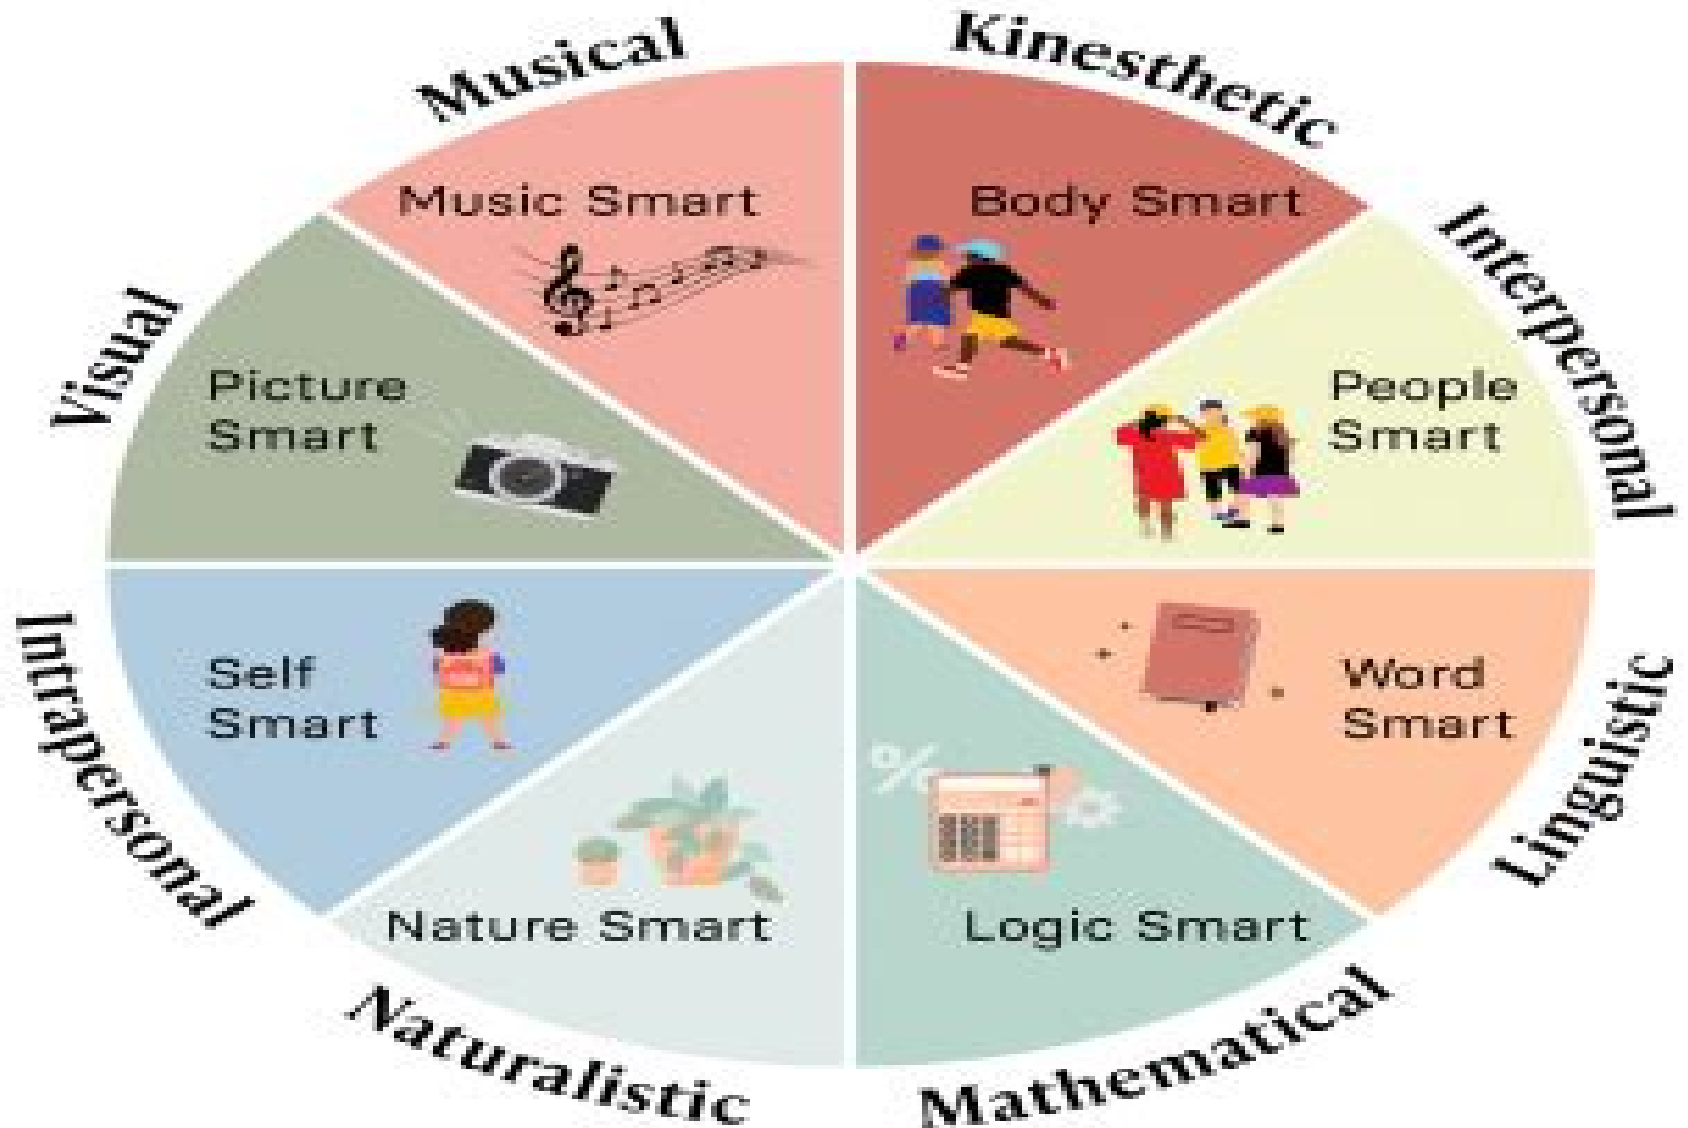 Musical
Kinesthetic
Music Smart
Body Smart
Visual
Interpersonal
Picture
Smart
People
Smart
Intrapersonal
Self
Smart
Word
Smart
Linguistic
Nature Smart
Logic Smart
Naturalistic
Mathematical
%